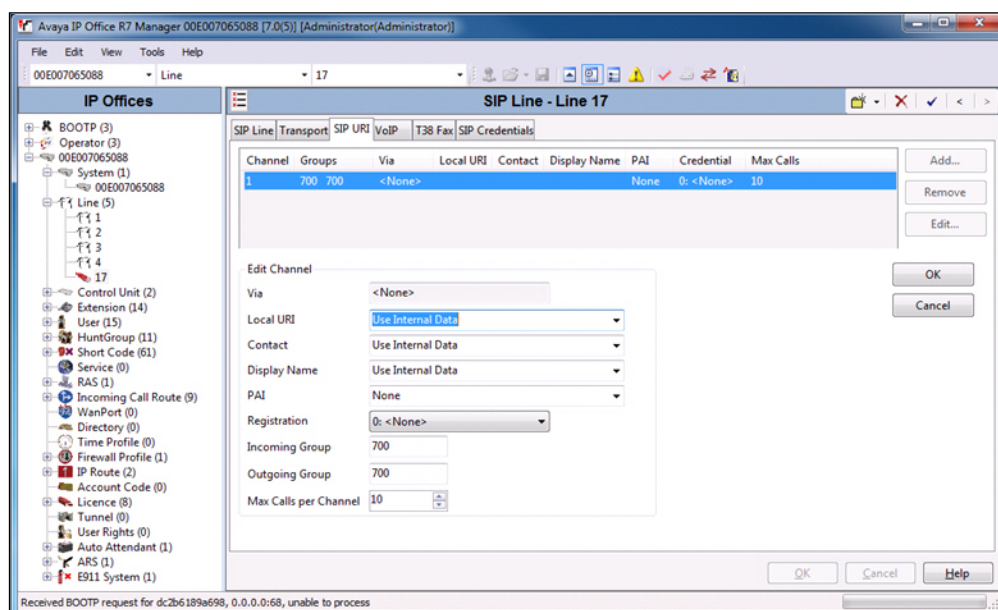 Avaya IP Office R7 Manager 00E007065088 [7.0(5)] [Administrator(Administrator)]
File Edit View Tools Help
00E007065088 Line 17
IP Offices
BOOTP (3)
Operator (3)
00E007065088
System (1)
00E007065088
Line (5)
1
2
3
4
17
Control Unit (2)
Extension (14)
User (15)
HuntGroup (11)
Short Code (61)
Service (0)
RAS (1)
Incoming Call Route (9)
WanPort (0)
Directory (0)
Time Profile (0)
Firewall Profile (1)
IP Route (2)
Account Code (0)
Licence (8)
Tunnel (0)
User Rights (0)
Auto Attendant (1)
ARS (1)
E911 System (1)
SIP Line - Line 17
SIP Line Transport SIP URI VoIP T38 Fax SIP Credentials
Channel Groups Via Local URI Contact Display Name PAI Credential Max Calls
1 700 700 <None> None 0: <None> 10
Add...
Remove
Edit...
OK
Cancel
Edit Channel
Via <None>
Local URI Use Internal Data
Contact Use Internal Data
Display Name Use Internal Data
PAI None
Registration 0: <None>
Incoming Group 700
Outgoing Group 700
Max Calls per Channel 10
OK Cancel Help
Received BOOTP request for dc2b6189a698, 0.0.0.0:68, unable to process